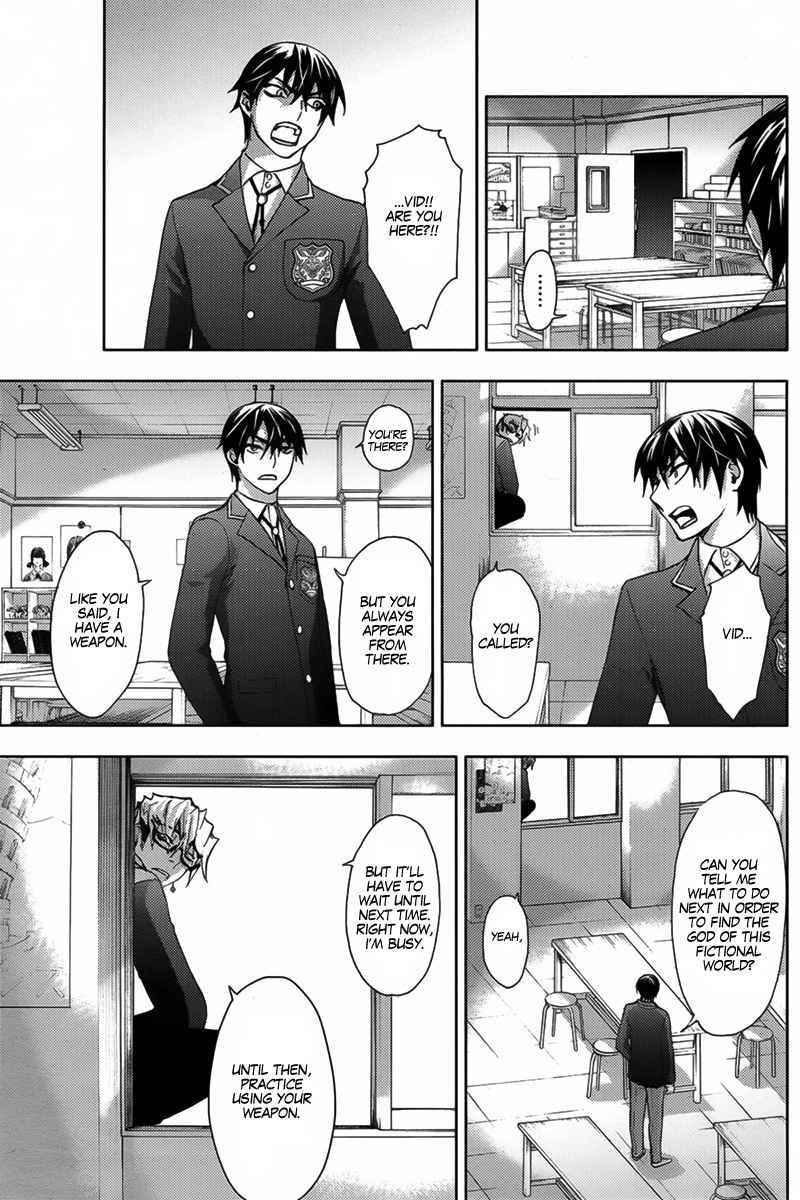 .......
...VID!!
ARE YOU
HERE?!!
VID...
YOU
CALLED?
YOU'RE
THERE?
BUT YOU
ALWAYS
APPEAR
FROM
THERE.
LIKE YOU
SAID, I
HAVE A
WEAPON.
CAN YOU
TELL ME
WHAT TO DO
NEXT IN ORDER
TO FIND THE
GOD OF THIS
FICTIONAL
WORLD?
YEAH,
BUT IT'LL
HAVE TO
WAIT UNTIL
NEXT TIME.
RIGHT NOW,
I'M BUSY.
UNTIL THEN,
PRACTICE
USING YOUR
WEAPON.